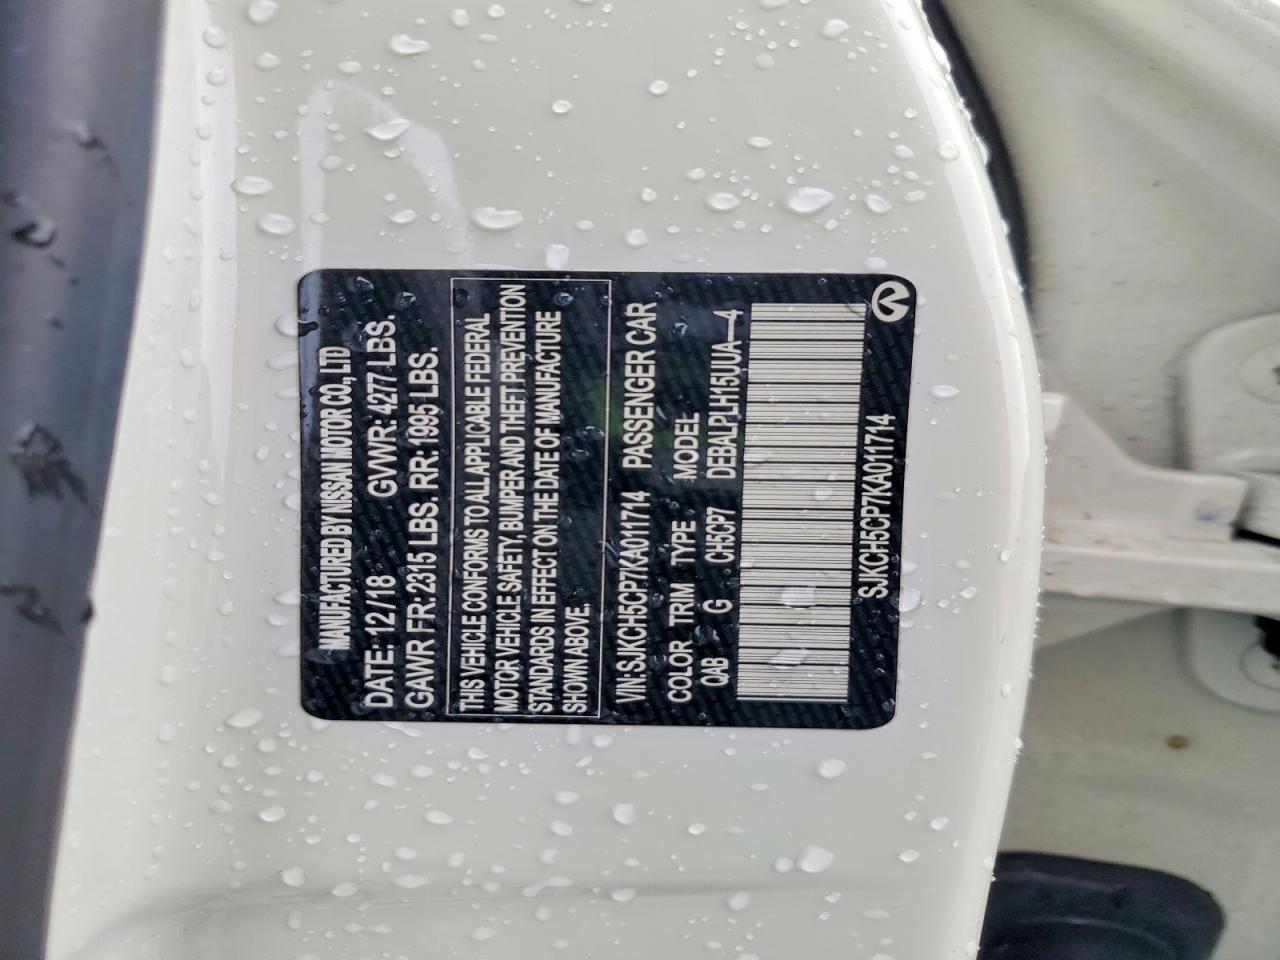 MANUFACTURED BY NISSAN MOTOR CO., LTD
DATE: 12 / 18 GVWR: 4277 LBS.
GAWR FR: 2315 LBS. RR: 1995 LBS.
THIS VEHICLE CONFORMS TO ALL APPLICABLE FEDERAL
MOTOR VEHICLE SAFETY, BUMPER AND THEFT PREVENTION
STANDARDS IN EFFECT ON THE DATE OF MANUFACTURE
SHOWN ABOVE.
VIN: SJKCH5CP7KA011714 PASSENGER CAR
COLOR TRIM TYPE MODEL
QAB G CH5CP7 DEBALPLH15UUA-4
SJKCH5CP7KA011714